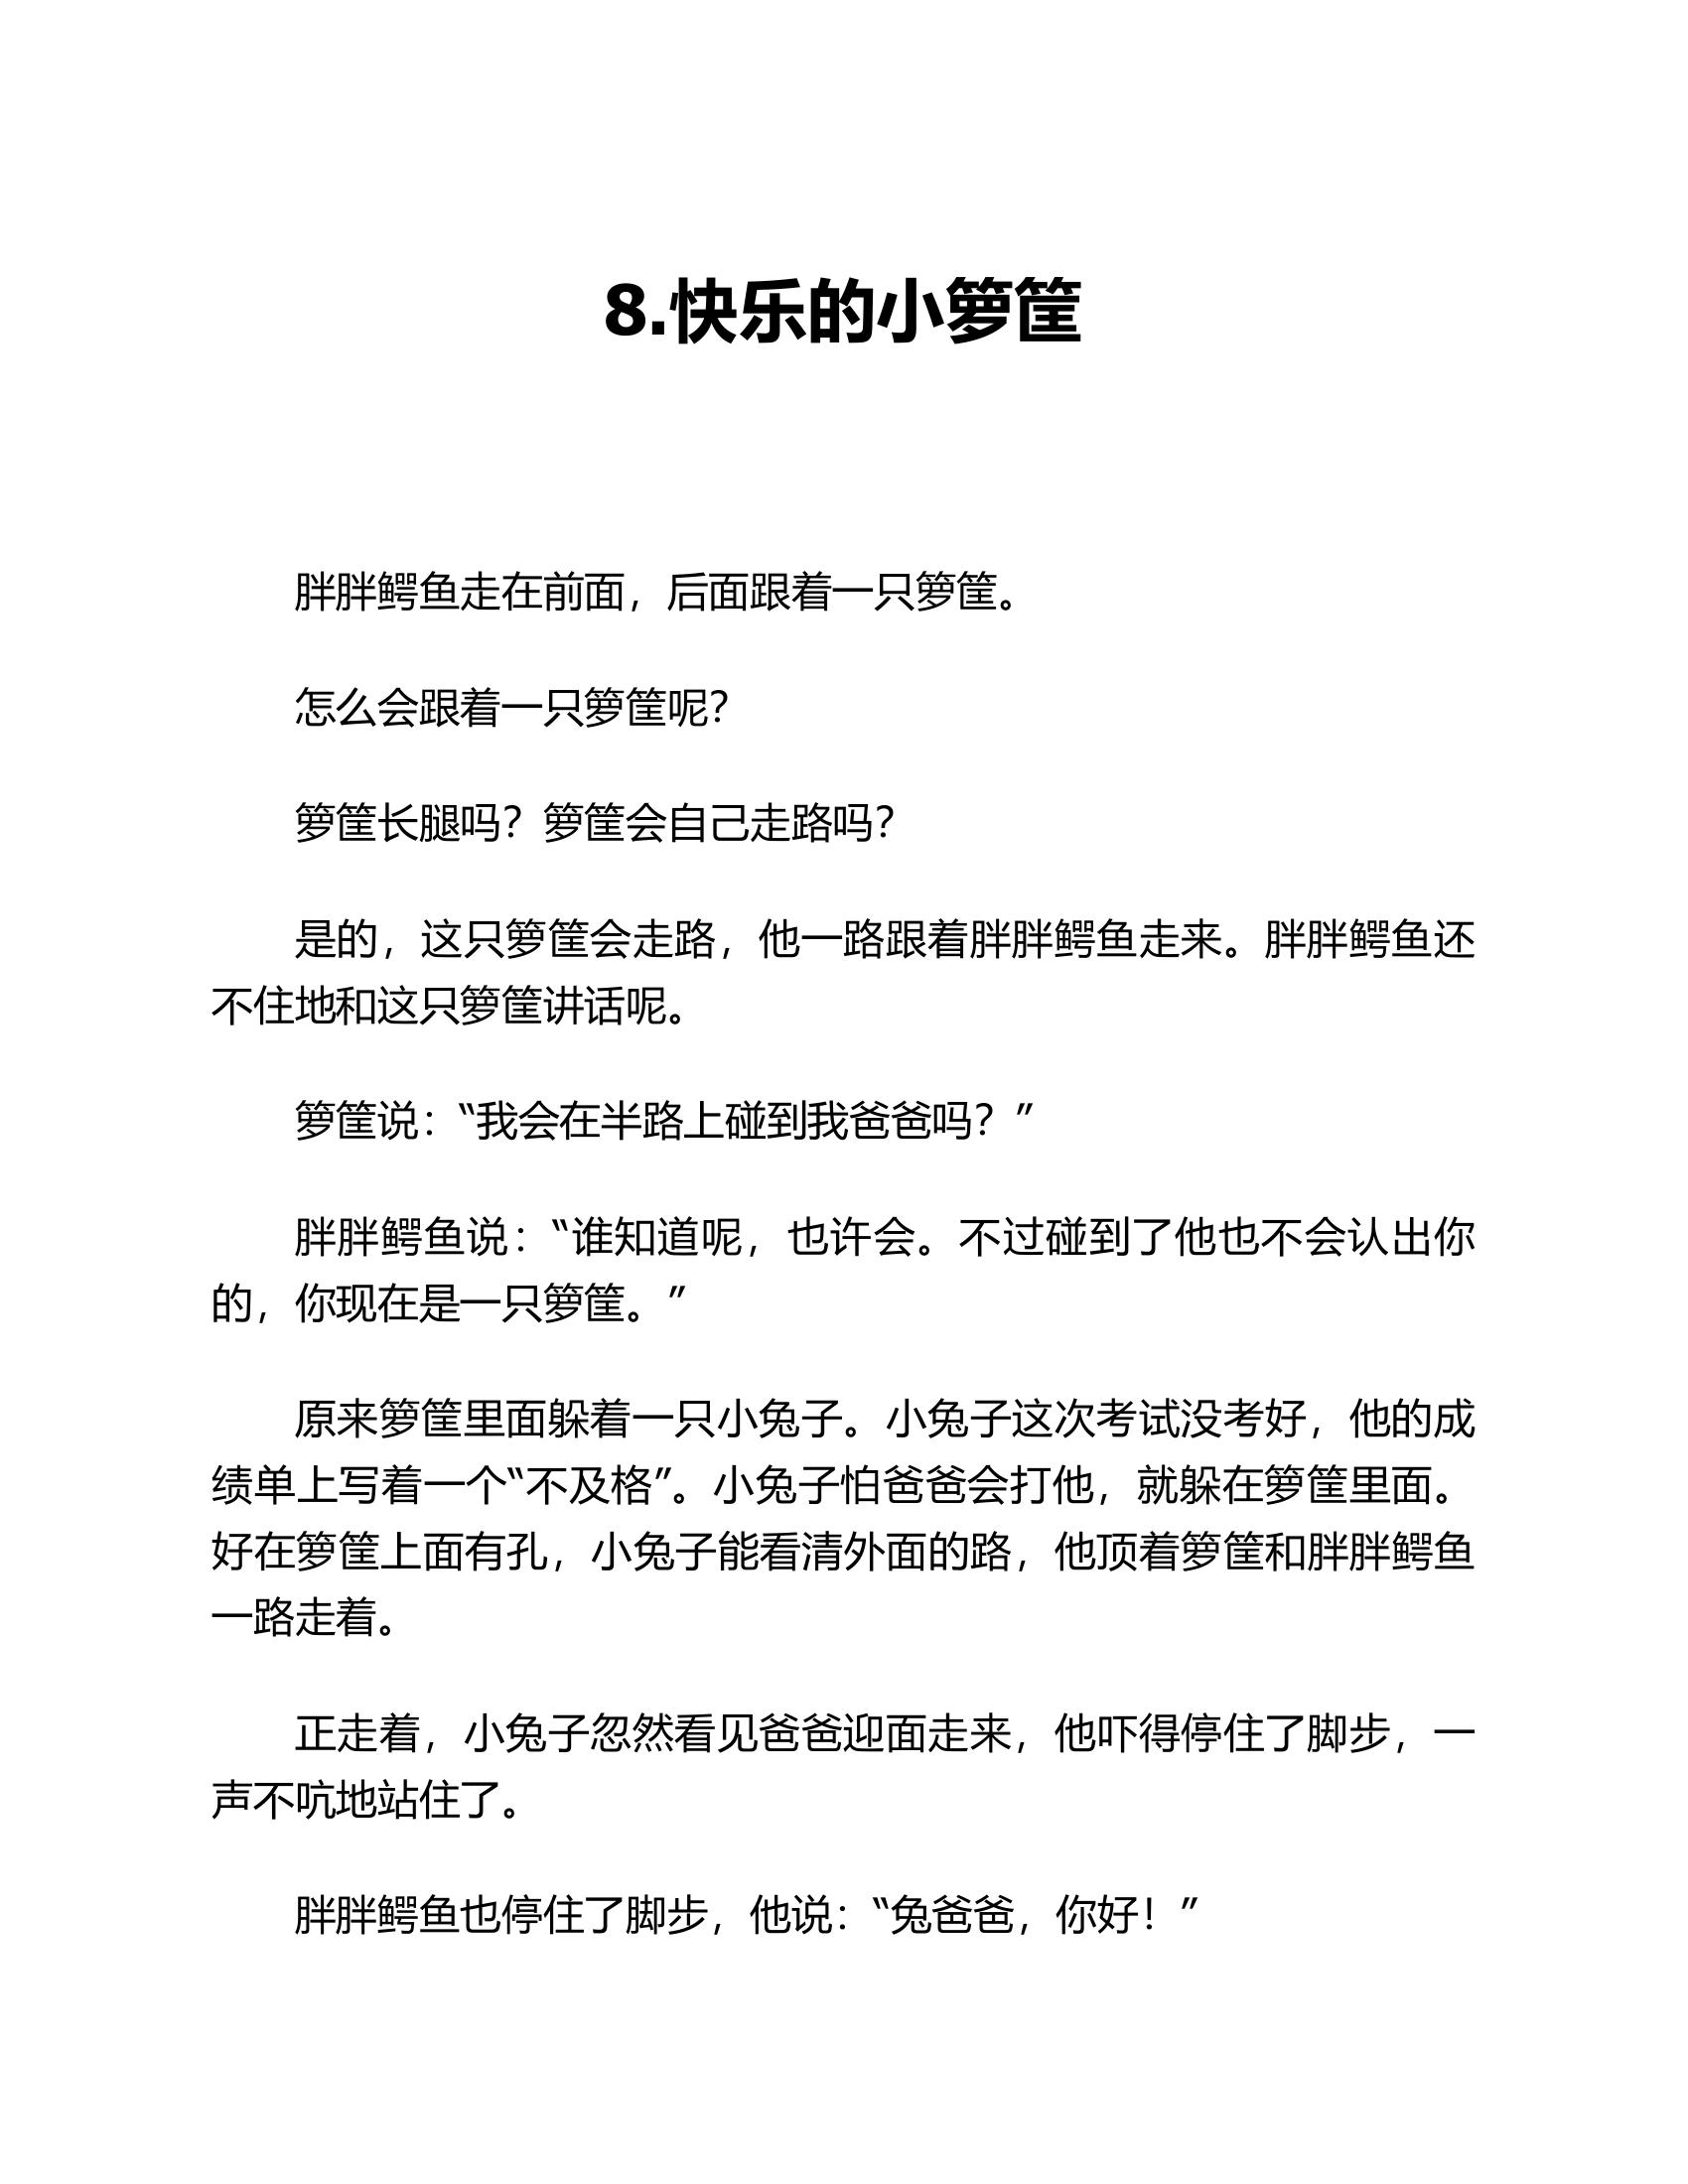 8.快乐的小箩筐
胖胖鳄鱼走在前面，后面跟着一只箩筐。
怎么会跟着一只箩筐呢？
箩筐长腿吗？箩筐会自己走路吗？
是的，这只箩筐会走路，他一路跟着胖胖鳄鱼走来。胖胖鳄鱼还
不住地和这只箩筐讲话呢。
箩筐说：“我会在半路上碰到我爸爸吗？”
胖胖鳄鱼说：“谁知道呢，也许会。不过碰到了他也不会认出你
的，你现在是一只箩筐。”
原来箩筐里面躲着一只小兔子。小兔子这次考试没考好，他的成
绩单上写着一个“不及格”。小兔子怕爸爸会打他，就躲在箩筐里面。
好在箩筐上面有孔，小兔子能看清外面的路，他顶着箩筐和胖胖鳄鱼
一路走着。
正走着，小兔子忽然看见爸爸迎面走来，他吓得停住了脚步，一
声不吭地站住了。
胖胖鳄鱼也停住了脚步，他说：“兔爸爸，你好！”